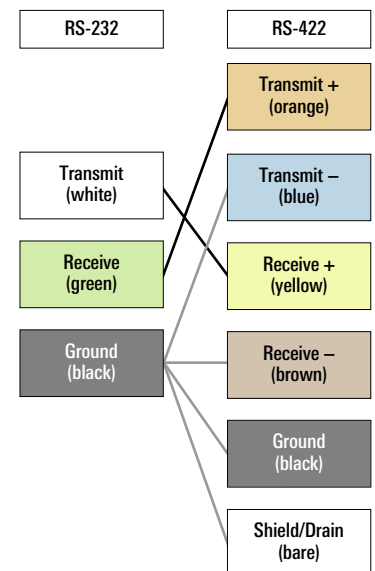 RS-232
RS-422
Transmit +
(orange)
Transmit
(white)
Transmit –
(blue)
Receive
(green)
Receive +
(yellow)
Ground
(black)
Receive –
(brown)
Ground
(black)
Shield/Drain
(bare)